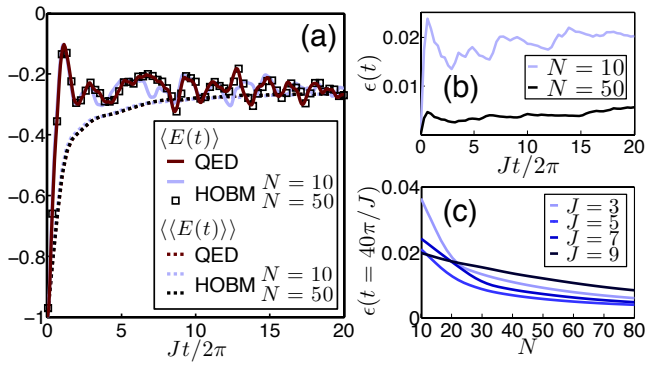 (a)
0
−0.2
−0.4
−0.6
−0.8
−1
0 5 10 15 20
Jt/2π
⟨E(t)⟩
QED
HOBM N = 10
N = 50
⟨⟨E(t)⟩⟩
QED
HOBM N = 10
N = 50
(b)
ϵ(t)
0.02
0.01
0 5 10 15 20
Jt/2π
N = 10
N = 50
(c)
ϵ(t = 40π/J)
0.04
0.02
0
10 20 30 40 50 60 70 80
N
J = 3
J = 5
J = 7
J = 9